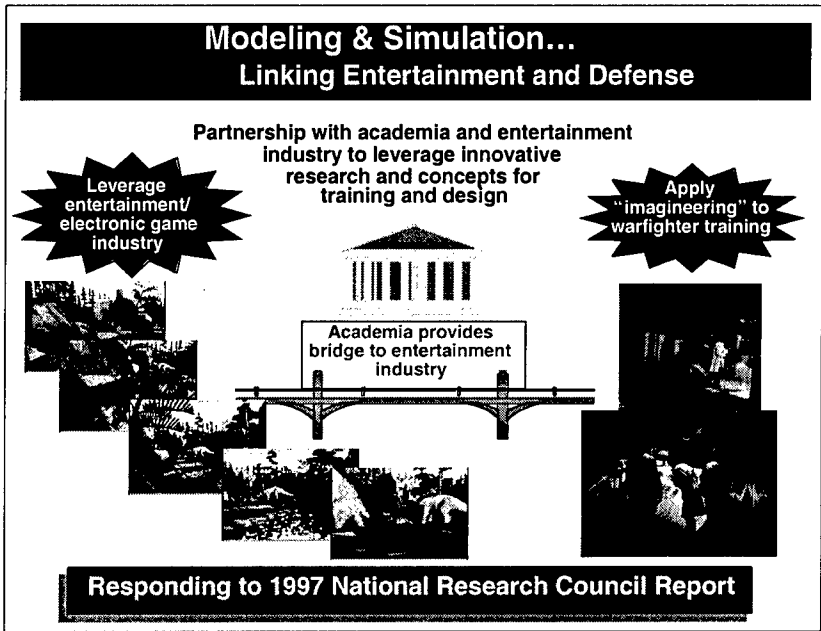 Modeling & Simulation...
Linking Entertainment and Defense
Partnership with academia and entertainment
industry to leverage innovative
research and concepts for
training and design
Leverage
entertainment/
electronic game
industry
Apply
"imagineering" to
warfighter training
Academia provides
bridge to entertainment
industry
Responding to 1997 National Research Council Report